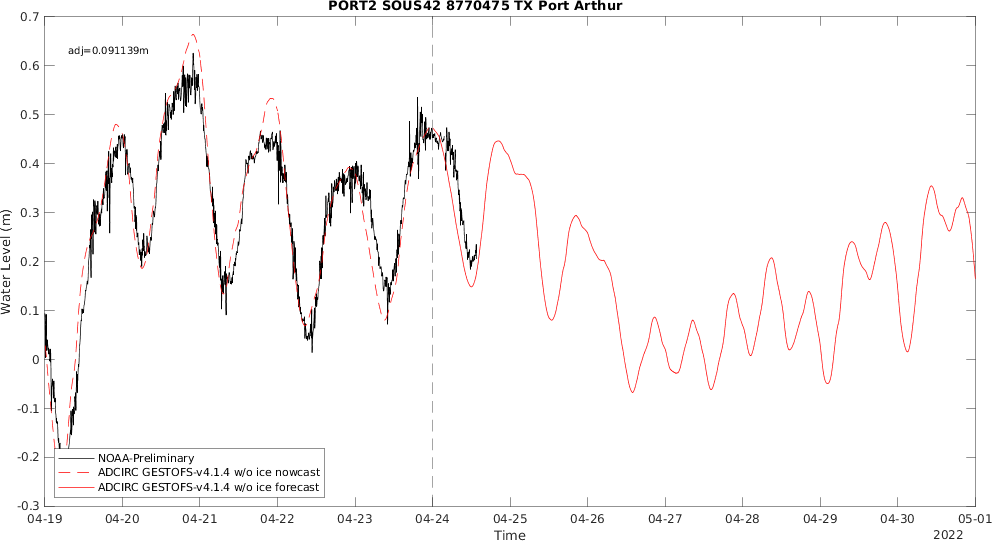 PORT2 SOUS42 8770475 TX Port Arthur
adj=0.091139m
Water Level (m)
0.7
0.6
0.5
0.4
0.3
0.2
0.1
0
-0.1
-0.2
-0.3
NOAA-Preliminary
ADCIRC GESTOFS-v4.1.4 w/o ice nowcast
ADCIRC GESTOFS-v4.1.4 w/o ice forecast
04-19 04-20 04-21 04-22 04-23 04-24 04-25 04-26 04-27 04-28 04-29 04-30 05-01
Time
2022